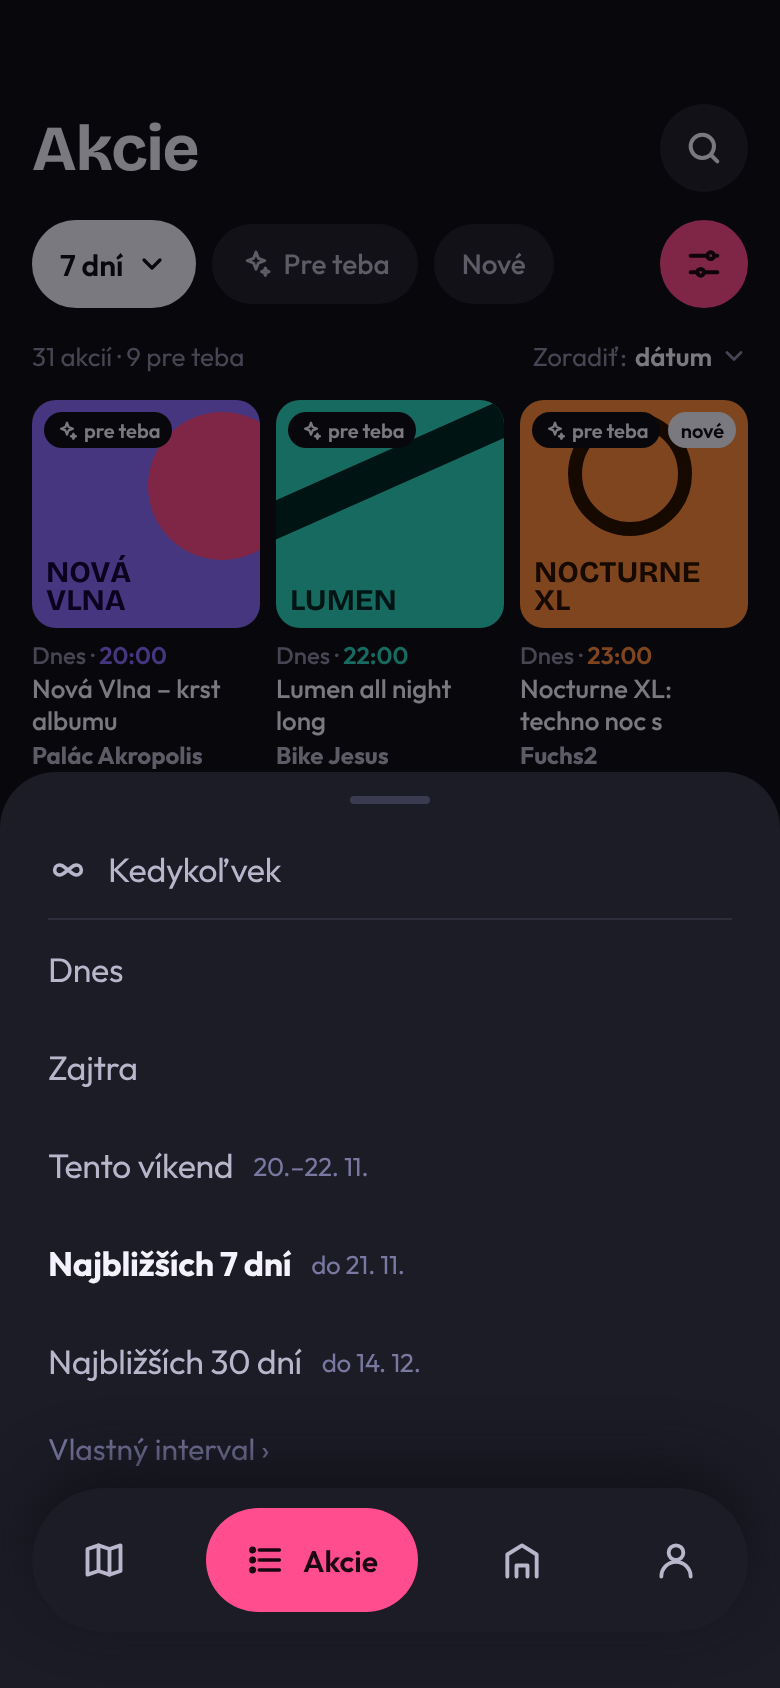 Akcie
7 dní
Pre teba
Nové
31 akcií · 9 pre teba
Zoradiť: dátum
pre teba
NOVÁ
VLNA
pre teba
LUMEN
pre teba
nové
NOCTURNE
XL
Dnes · 20:00
Nová Vlna – krst
albumu
Palác Akropolis
Dnes · 22:00
Lumen all night
long
Bike Jesus
Dnes · 23:00
Nocturne XL:
techno noc s
Fuchs2
Kedykoľvek
Dnes
Zajtra
Tento víkend 20.–22. 11.
Najbližších 7 dní do 21. 11.
Najbližších 30 dní do 14. 12.
Vlastný interval ›
Akcie